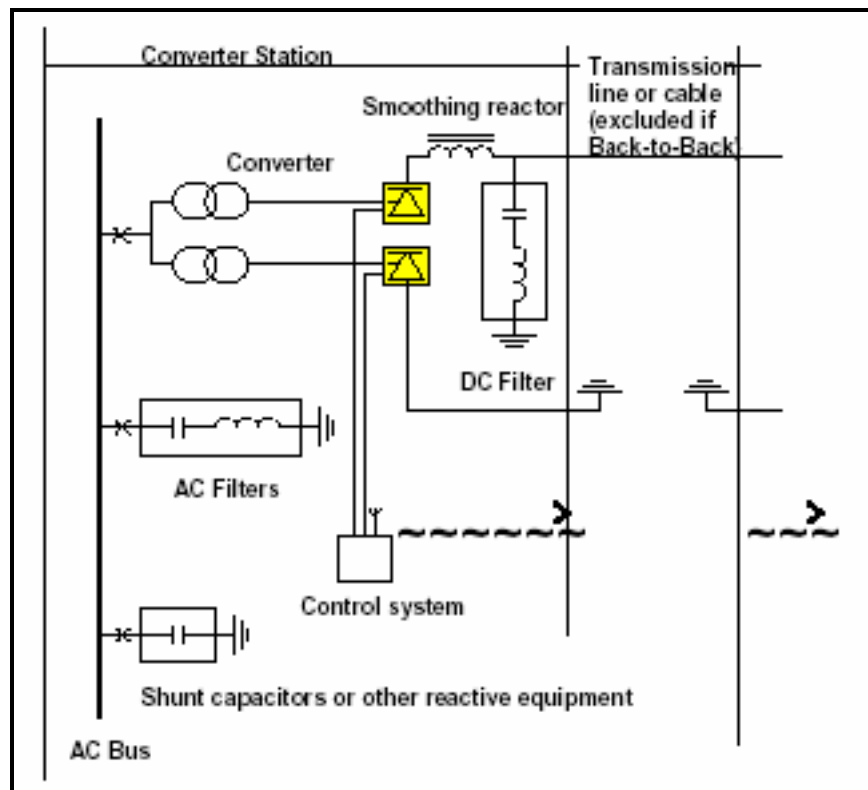 Converter Station
Transmission
line or cable
(excluded if
Back-to-Back)
Smoothing reactor
Converter
DC Filter
AC Filters
Control system
Shunt capacitors or other reactive equipment
AC Bus